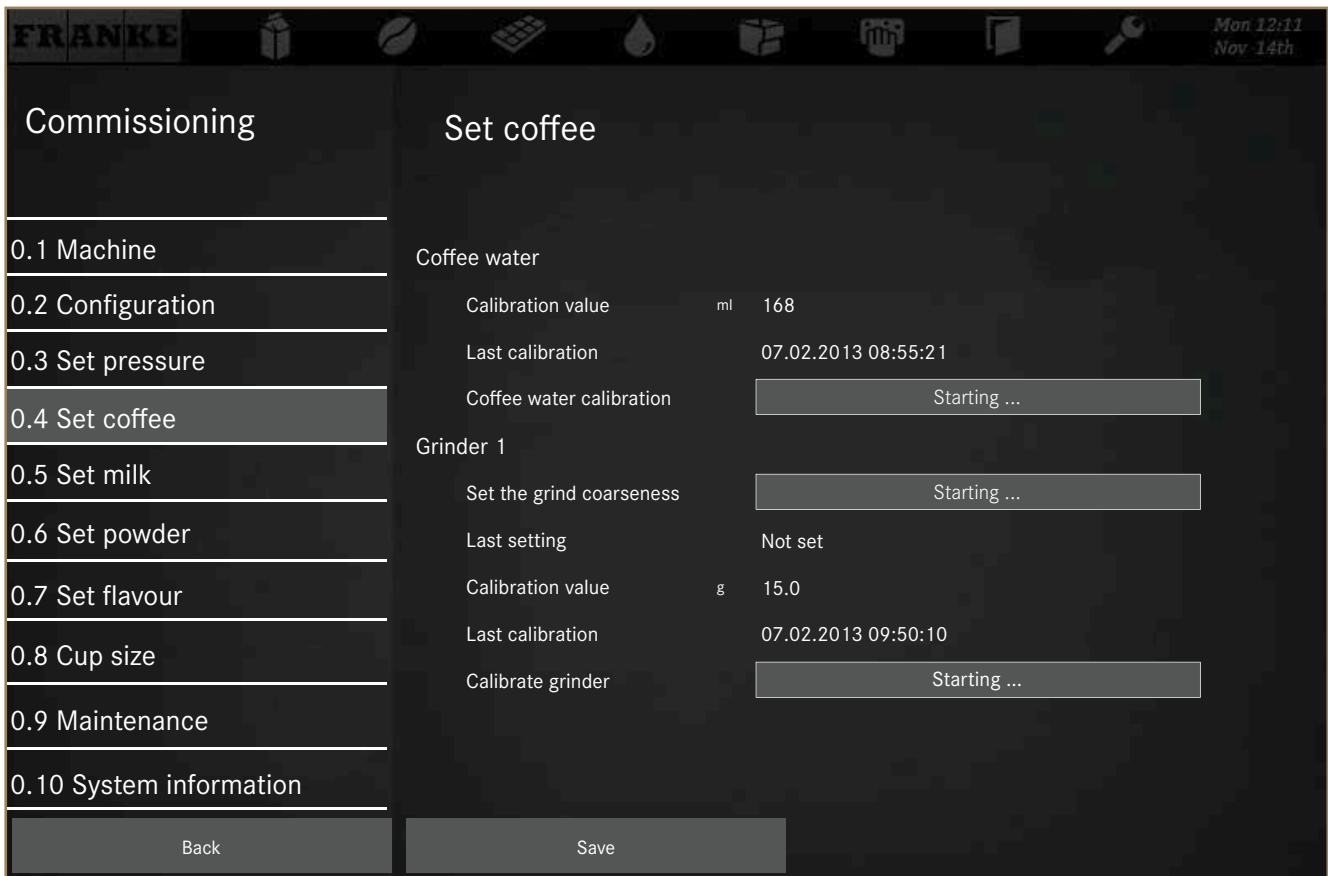 FRANKE
Mon 12:11
Nov 14th
Commissioning
0.1 Machine
0.2 Configuration
0.3 Set pressure
0.4 Set coffee
0.5 Set milk
0.6 Set powder
0.7 Set flavour
0.8 Cup size
0.9 Maintenance
0.10 System information
Set coffee
Coffee water
Calibration value ml 168
Last calibration 07.02.2013 08:55:21
Coffee water calibration Starting ...
Grinder 1
Set the grind coarseness Starting ...
Last setting Not set
Calibration value g 15.0
Last calibration 07.02.2013 09:50:10
Calibrate grinder Starting ...
Back Save